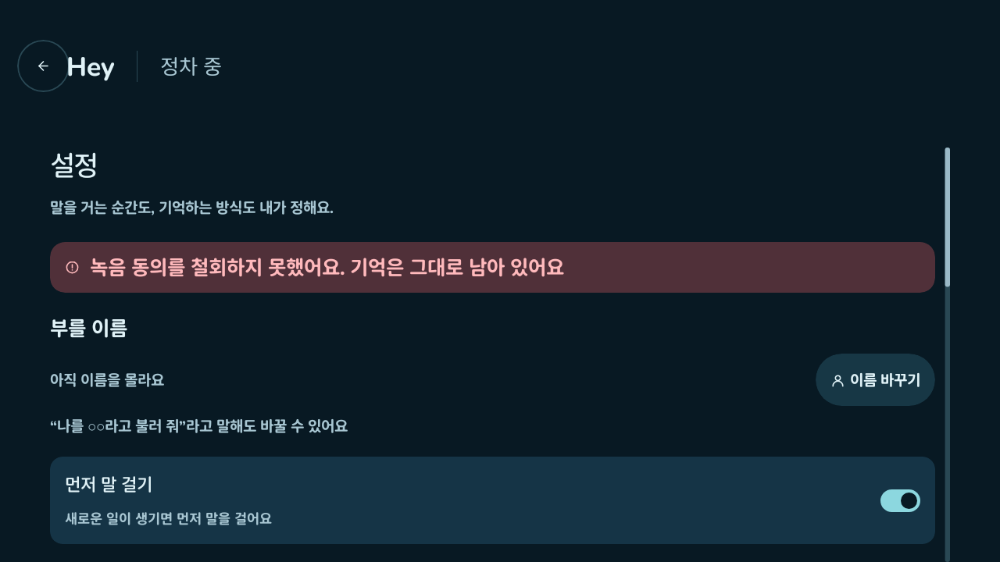 Hey
정차 중
설정
말을 거는 순간도, 기억하는 방식도 내가 정해요.
녹음 동의를 철회하지 못했어요. 기억은 그대로 남아 있어요
부를 이름
아직 이름을 몰라요
이름 바꾸기
“나를 ○○라고 불러 줘”라고 말해도 바꿀 수 있어요
먼저 말 걸기
새로운 일이 생기면 먼저 말을 걸어요